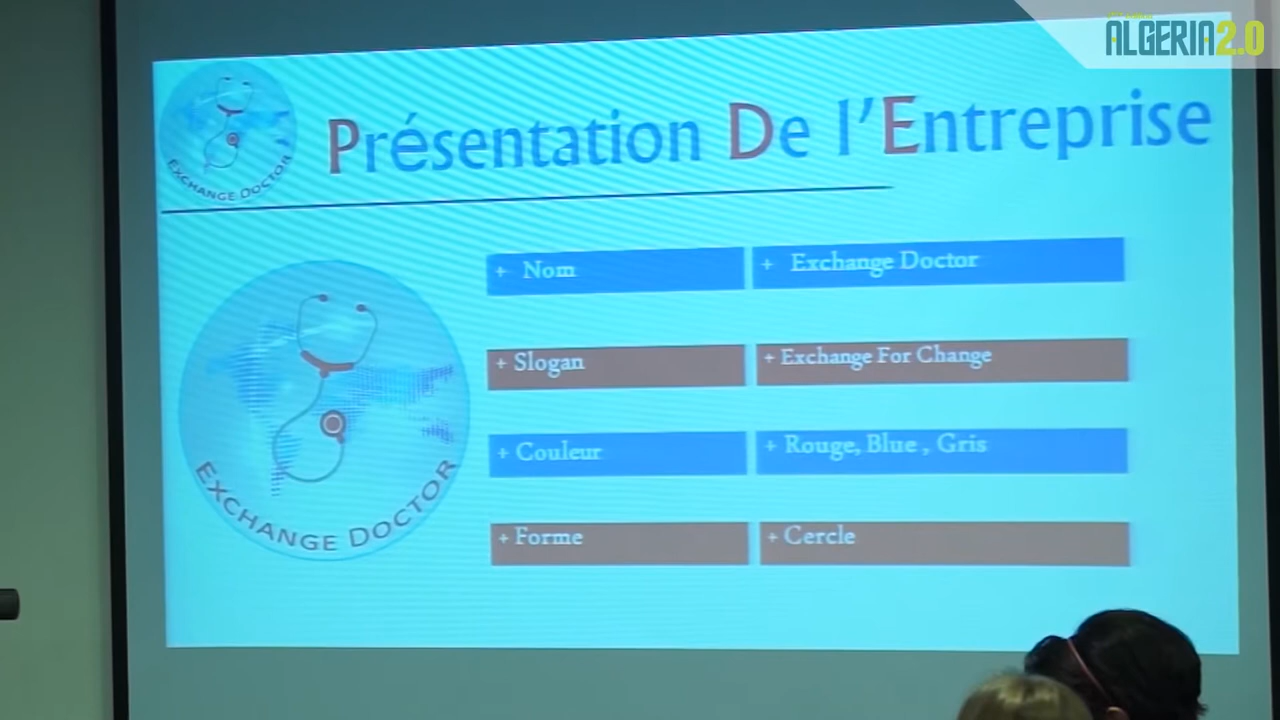 ALGERIA2.0
EXCHANGE DOCTOR
Présentation De l'Entreprise
+ Nom + Exchange Doctor
+ Slogan + Exchange For Change
+ Couleur + Rouge, Blue , Gris
+ Forme + Cercle
EXCHANGE DOCTOR